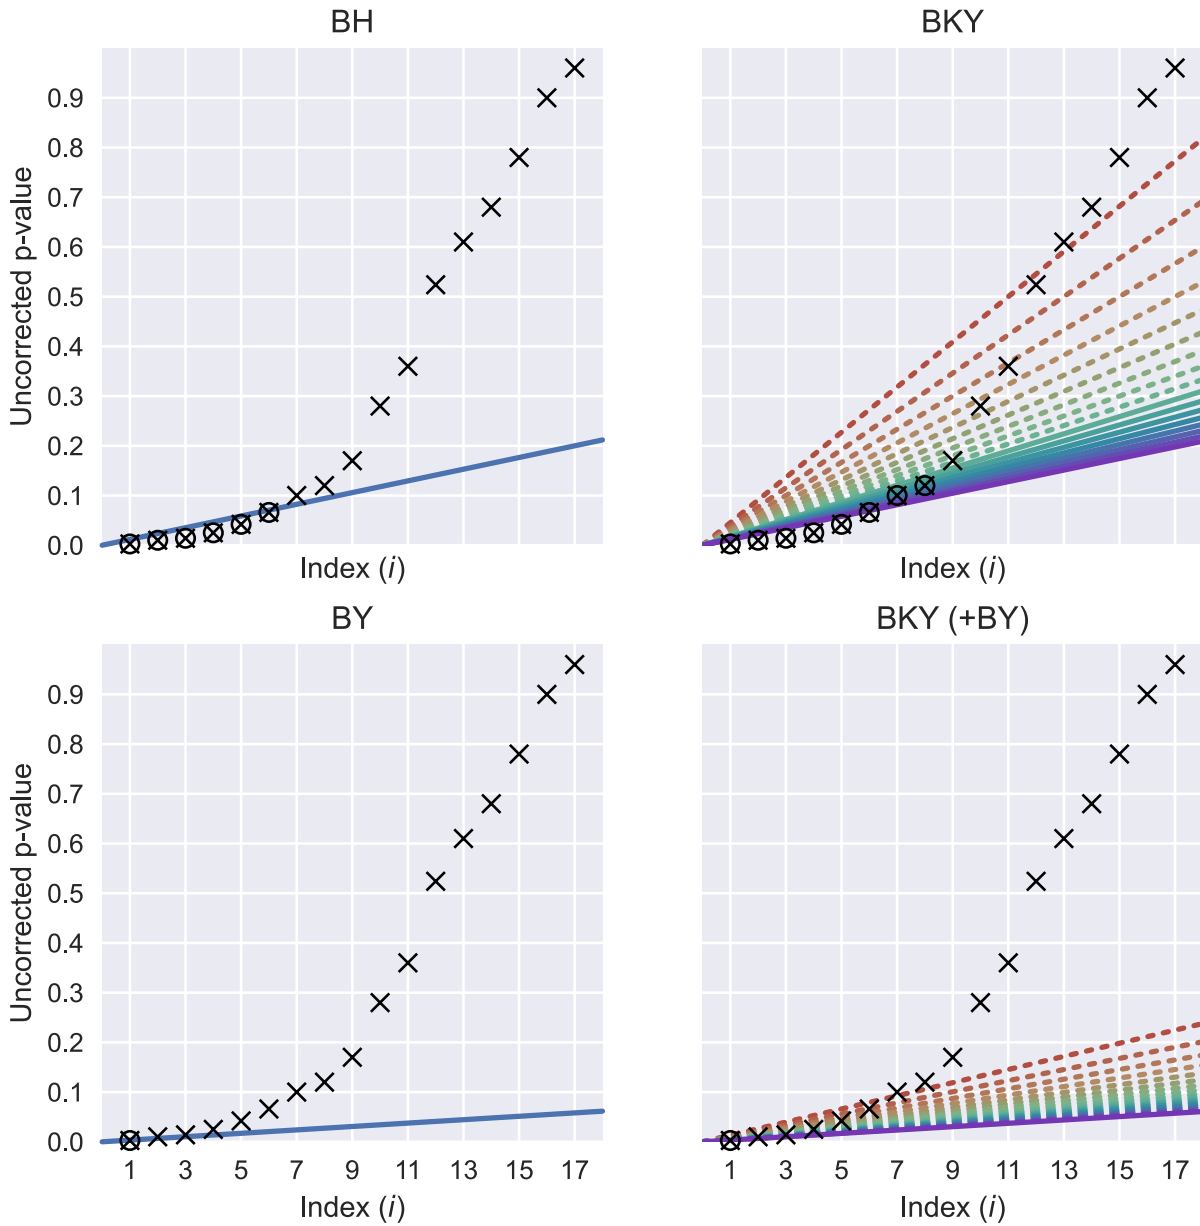 BH
BKY
Uncorrected p-value
0.9
0.8
0.7
0.6
0.5
0.4
0.3
0.2
0.1
0.0
Index (i)
Index (i)
BY
BKY (+BY)
Uncorrected p-value
0.9
0.8
0.7
0.6
0.5
0.4
0.3
0.2
0.1
0.0
1 3 5 7 9 11 13 15 17
1 3 5 7 9 11 13 15 17
Index (i)
Index (i)